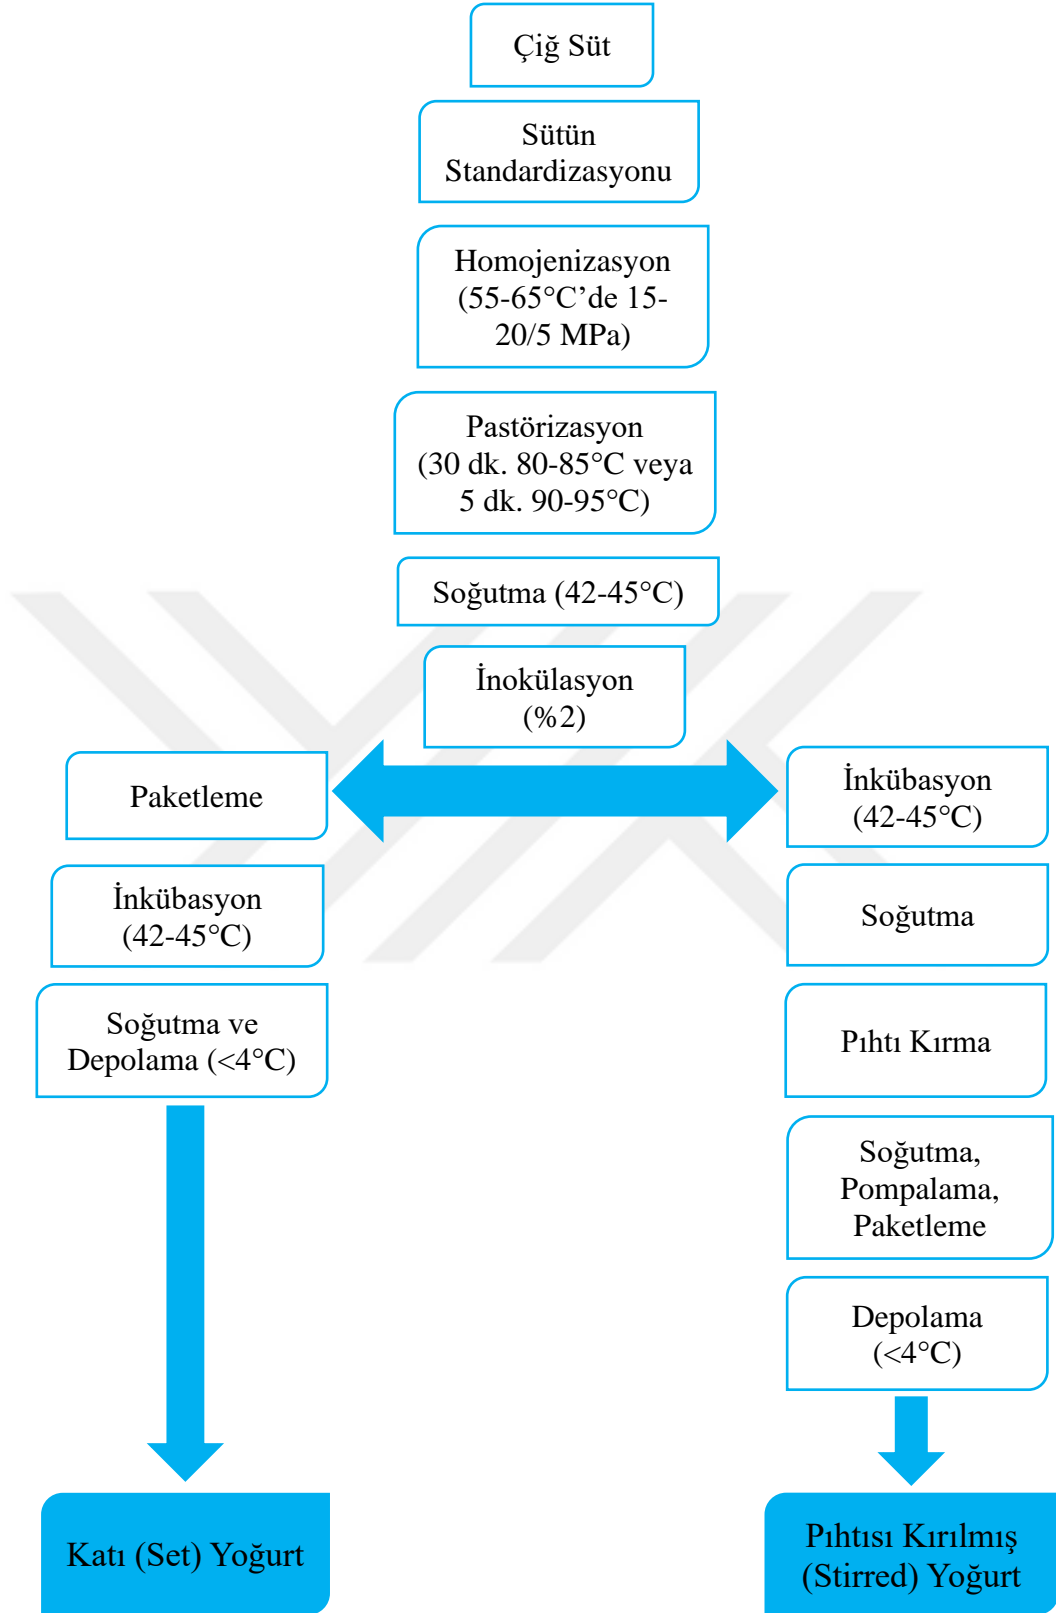 Çiğ Süt
Sütün
Standardizasyonu
Homojenizasyon
(55-65°C’de 15-
20/5 MPa)
Pastörizasyon
(30 dk. 80-85°C veya
5 dk. 90-95°C)
Soğutma (42-45°C)
İnokülasyon
(%2)
Paketleme
İnkübasyon
(42-45°C)
Soğutma ve
Depolama (<4°C)
Katı (Set) Yoğurt
İnkübasyon
(42-45°C)
Soğutma
Pıhtı Kırma
Soğutma,
Pompalama,
Paketleme
Depolama
(<4°C)
Pıhtısı Kırılmış
(Stirred) Yoğurt